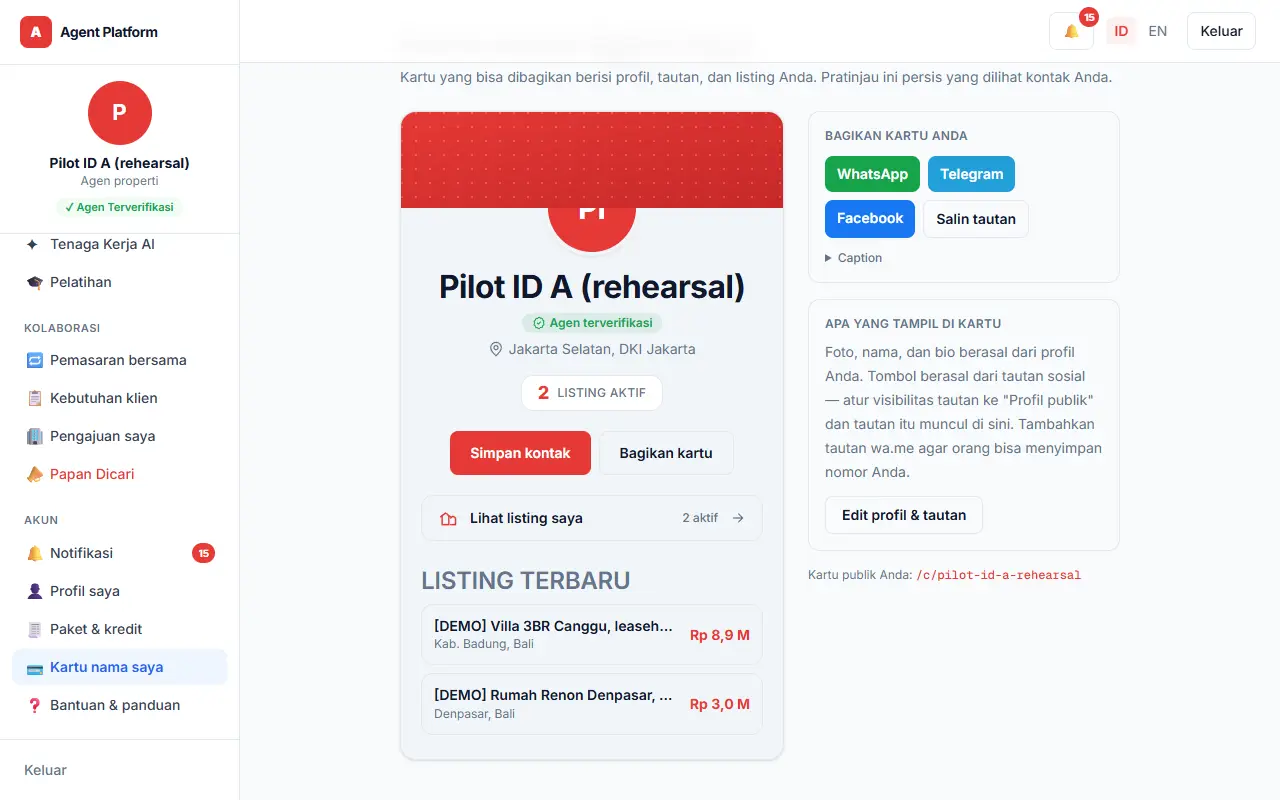 A Agent Platform
15
ID EN Keluar
P
Pilot ID A (rehearsal)
Agen properti
✓ Agen Terverifikasi
Tenaga Kerja AI
Pelatihan
KOLABORASI
Pemasaran bersama
Kebutuhan klien
Pengajuan saya
Papan Dicari
AKUN
Notifikasi 15
Profil saya
Paket & kredit
Kartu nama saya
Bantuan & panduan
Keluar
Kartu yang bisa dibagikan berisi profil, tautan, dan listing Anda. Pratinjau ini persis yang dilihat kontak Anda.
Pilot ID A (rehearsal)
Agen terverifikasi
Jakarta Selatan, DKI Jakarta
2 LISTING AKTIF
Simpan kontak Bagikan kartu
Lihat listing saya 2 aktif →
LISTING TERBARU
[DEMO] Villa 3BR Canggu, leaseh... Rp 8,9 M
Kab. Badung, Bali
[DEMO] Rumah Renon Denpasar, ... Rp 3,0 M
Denpasar, Bali
BAGIKAN KARTU ANDA
WhatsApp Telegram
Facebook Salin tautan
Caption
APA YANG TAMPIL DI KARTU
Foto, nama, dan bio berasal dari profil
Anda. Tombol berasal dari tautan sosial
— atur visibilitas tautan ke "Profil publik"
dan tautan itu muncul di sini. Tambahkan
tautan wa.me agar orang bisa menyimpan
nomor Anda.
Edit profil & tautan
Kartu publik Anda: /c/pilot-id-a-rehearsal